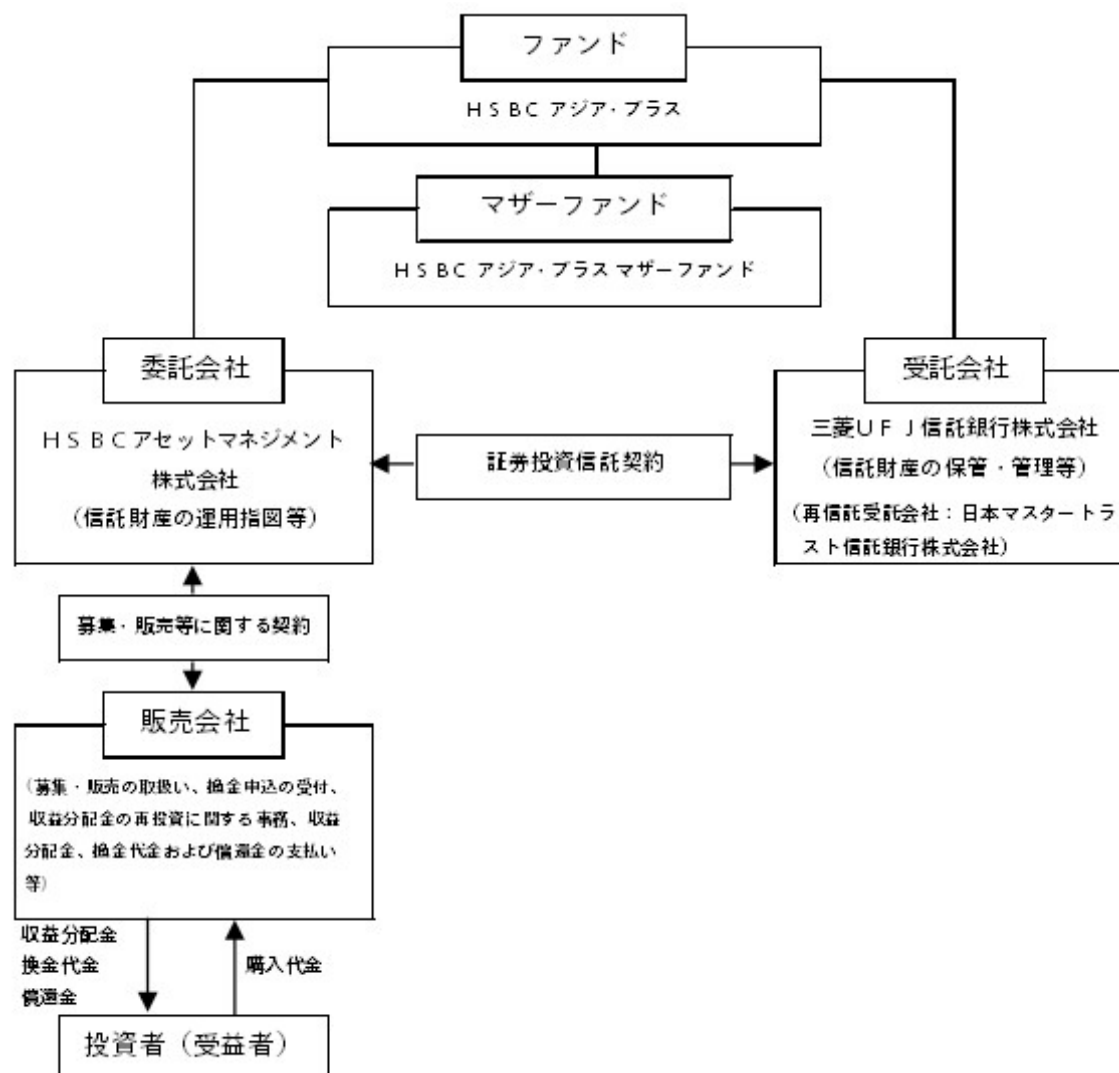 ファンド
ＨＳＢＣ アジア・プラス
マザーファンド
ＨＳＢＣ アジア・プラス マザーファンド
委託会社
ＨＳＢＣアセットマネジメント
株式会社
（信託財産の運用指図等）
証券投資信託契約
受託会社
三菱ＵＦＪ信託銀行株式会社
（信託財産の保管・管理等）
（再信託受託会社：日本マスタートラ
スト信託銀行株式会社）
募集・販売等に関する契約
販売会社
（募集・販売の取扱い、換金申込の受付、
収益分配金の再投資に関する事務、収益
分配金、換金代金および償還金の支払い
等）
収益分配金
換金代金
償還金
購入代金
投資者（受益者）